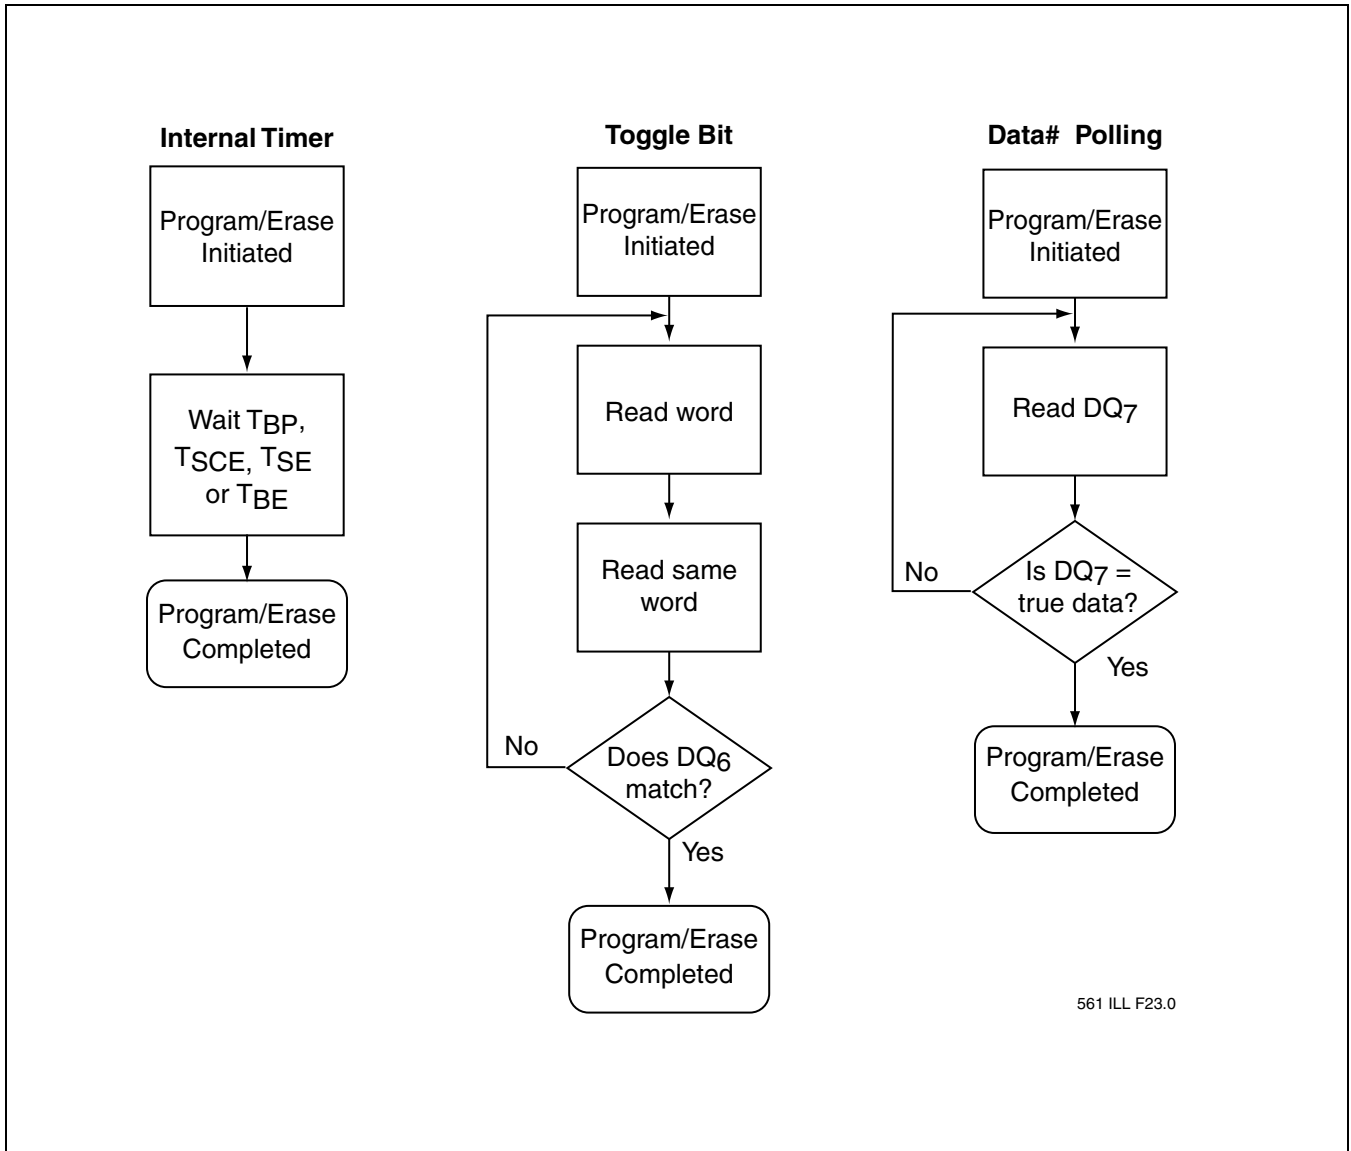 Internal Timer
Program/Erase
Initiated
Wait TBP,
TSCE, TSE
or TBE
Program/Erase
Completed
Toggle Bit
Program/Erase
Initiated
Read word
Read same
word
Does DQ6
match?
No
Yes
Program/Erase
Completed
Data# Polling
Program/Erase
Initiated
Read DQ7
Is DQ7 =
true data?
No
Yes
Program/Erase
Completed
561 ILL F23.0